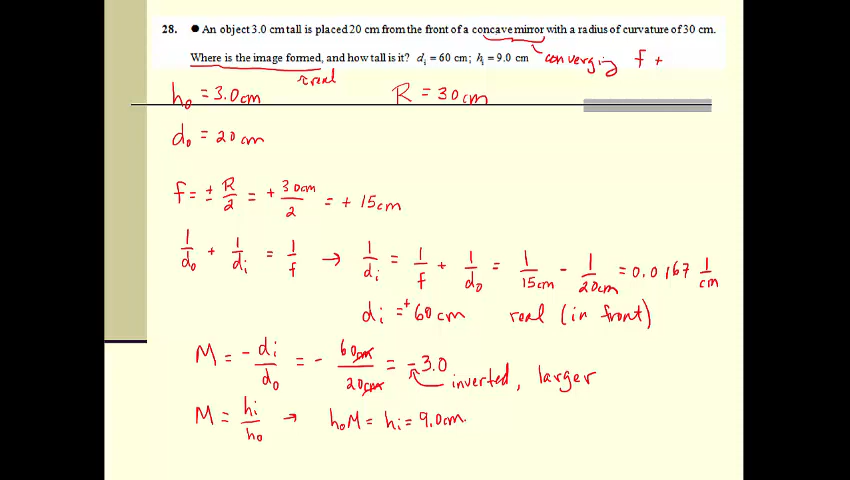 28. ● An object 3.0 cm tall is placed 20 cm from the front of a concave mirror with a radius of curvature of 30 cm.
Where is the image formed, and how tall is it? dᵢ = 60 cm; hᵢ = 9.0 cm converging f +
real
h₀ = 3.0cm R = 30cm
d₀ = 20cm
f = ± R/2 = + 30cm/2 = + 15cm
1/d₀ + 1/dᵢ = 1/f → 1/dᵢ = 1/f + 1/d₀ = 1/15cm - 1/20cm = 0.0167 1/cm
dᵢ = +60cm real (in front)
M = -dᵢ/d₀ = - 60cm/20cm = -3.0
inverted, larger
M = hᵢ/h₀ → h₀M = hᵢ = 9.0cm